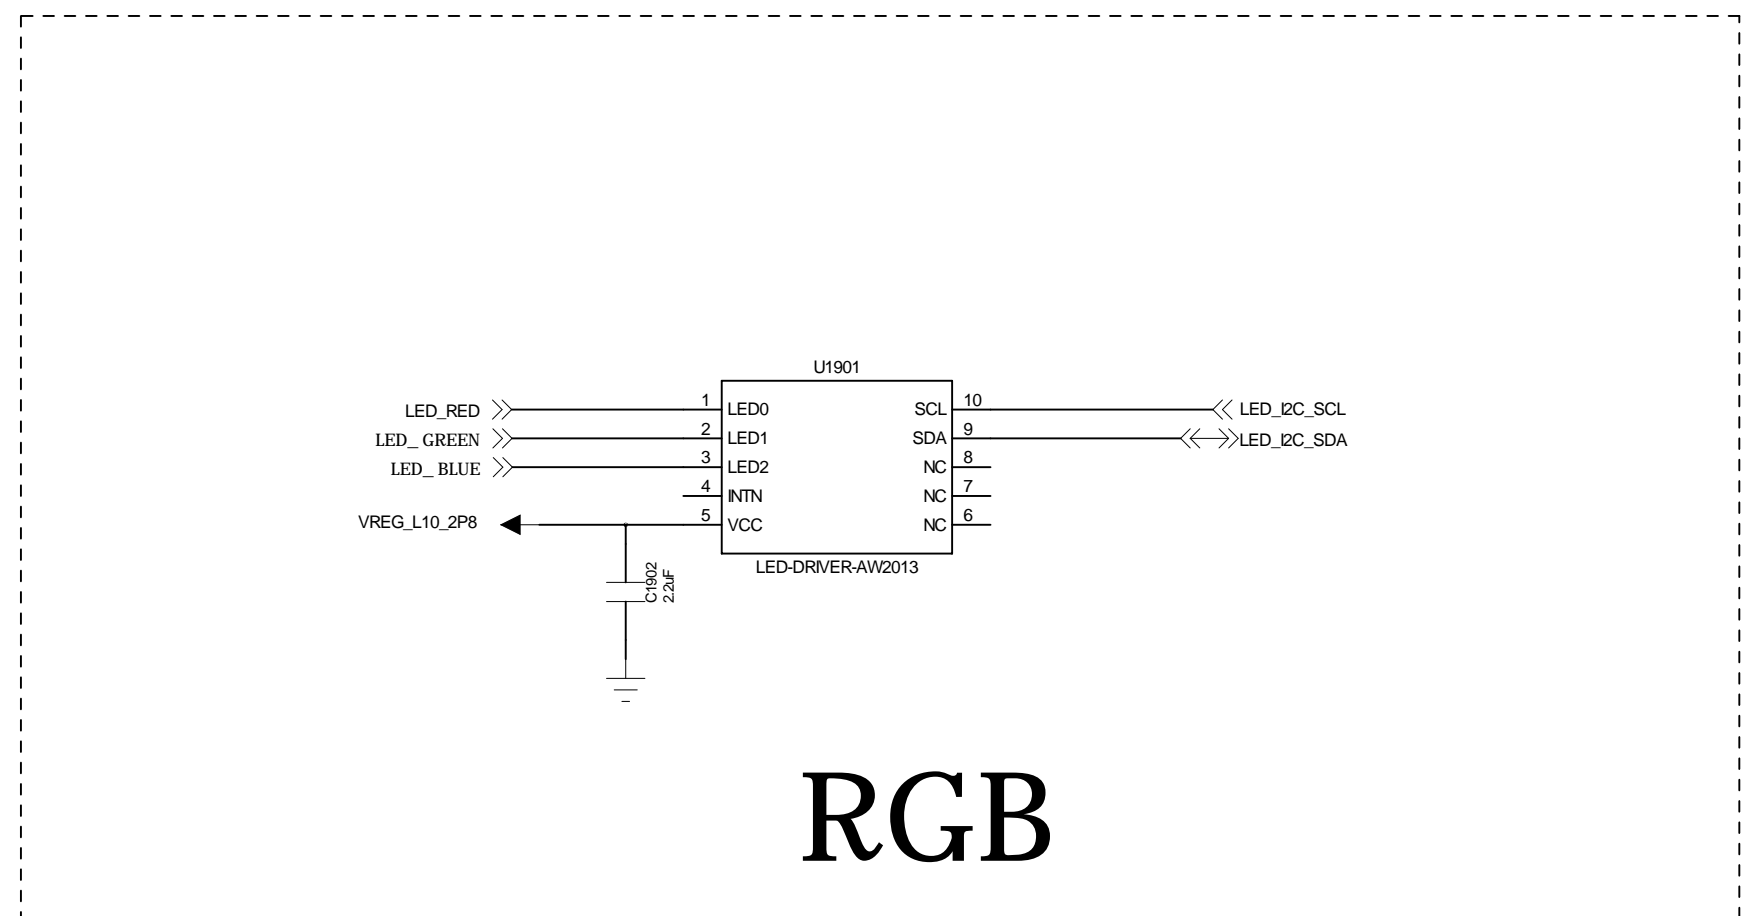 U1901
LED_RED 1 LED0 SCL 10 LED_I2C_SCL
LED_ GREEN 2 LED1 SDA 9 LED_I2C_SDA
LED_ BLUE 3 LED2 NC 8
4 INTN NC 7
VREG_L10_2P8 5 VCC NC 6
LED-DRIVER-AW2013
C1902
2.2uF
RGB